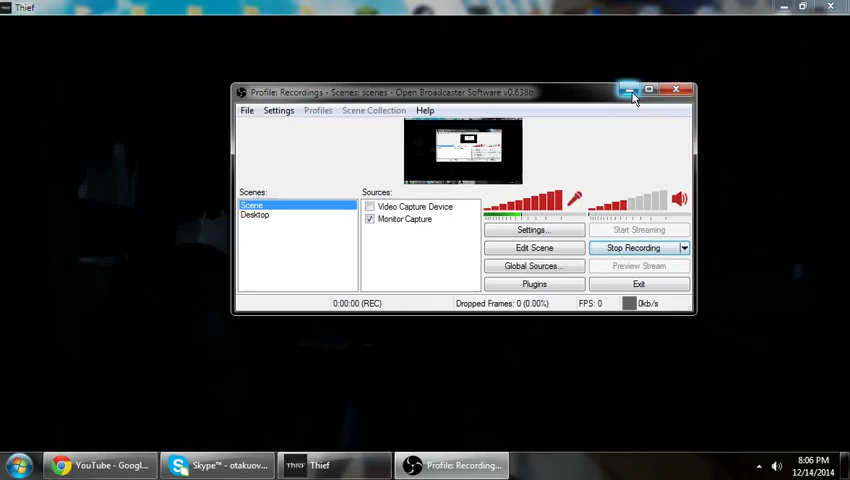 Thief
Profile: Recordings - Scenes: scenes - Open Broadcaster Software v0.638b
File Settings Profiles Scene Collection Help
Scenes:
Sources:
Scene
Desktop
Video Capture Device
Monitor Capture
Settings...
Start Streaming
Edit Scene
Stop Recording
Global Sources...
Preview Stream
Plugins
Exit
0:00:00 (REC)
Dropped Frames: 0 (0.00%)
FPS: 0
0kb/s
YouTube - Googl...
Skype™ - otakuov...
THIEF
Thief
Profile: Recording...
8:06 PM
12/14/2014